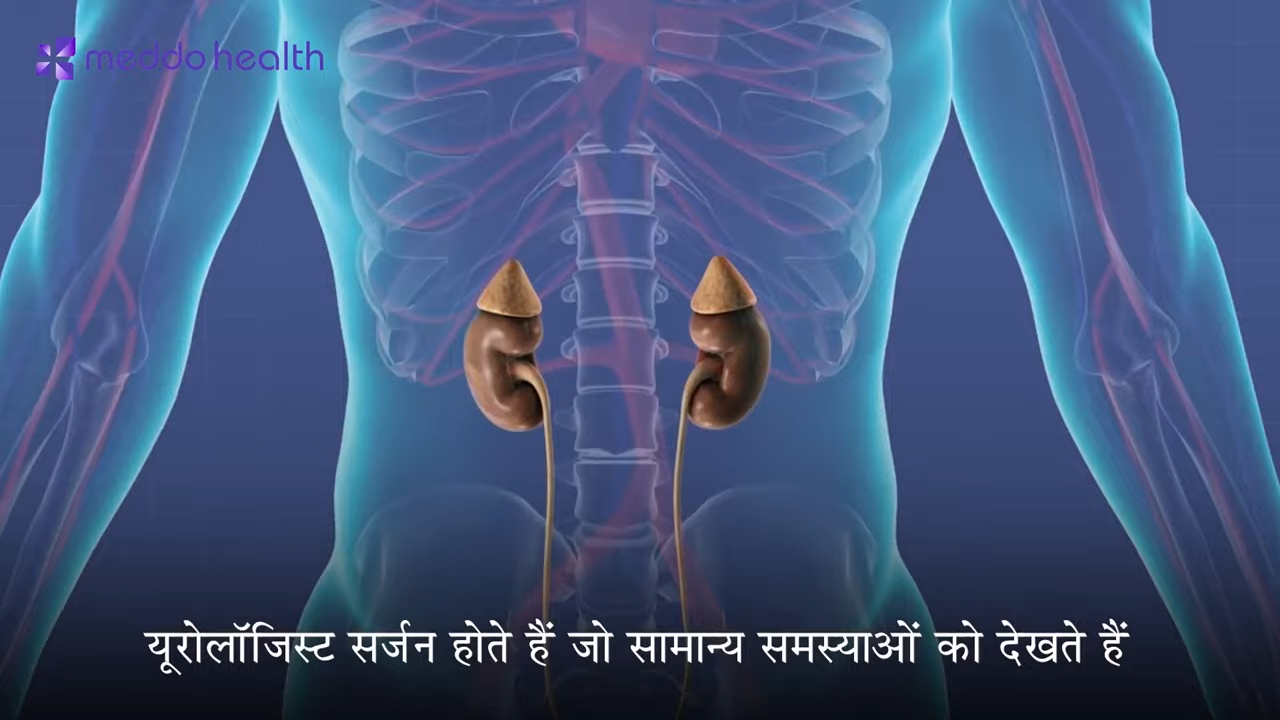 meddo health
यूरोलॉजिस्ट सर्जन होते हैं जो सामान्य समस्याओं को देखते हैं